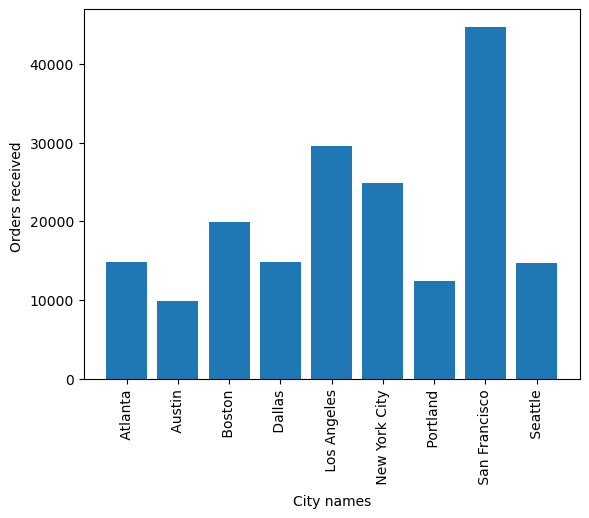 40000
30000
20000
10000
0
Orders received
Atlanta
Austin
Boston
Dallas
Los Angeles
New York City
Portland
San Francisco
Seattle
City names